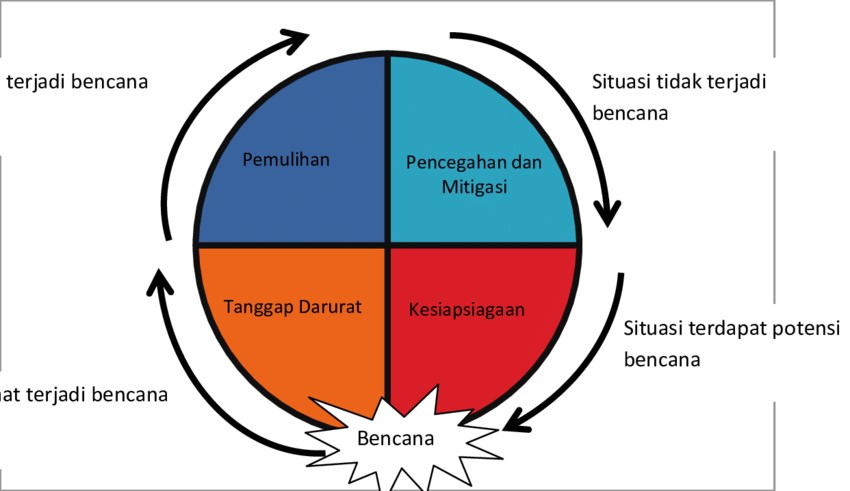 terjadi bencana
Situasi tidak terjadi
bencana
Pemulihan
Pencegahan dan
Mitigasi
Tanggap Darurat
Kesiapsiagaan
Situasi terdapat potensi
bencana
terjadi bencana
Bencana